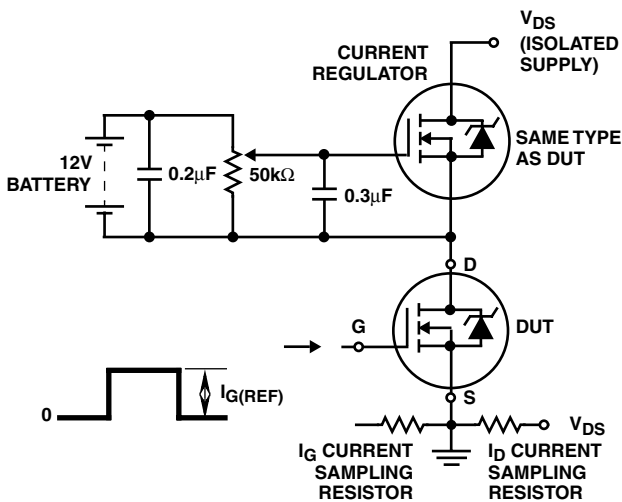 V_DS
(ISOLATED
SUPPLY)
CURRENT
REGULATOR
SAME TYPE
AS DUT
12V
BATTERY
0.2μF
50kΩ
0.3μF
D
G
DUT
0
I_G(REF)
S
V_DS
I_G CURRENT
SAMPLING
RESISTOR
I_D CURRENT
SAMPLING
RESISTOR